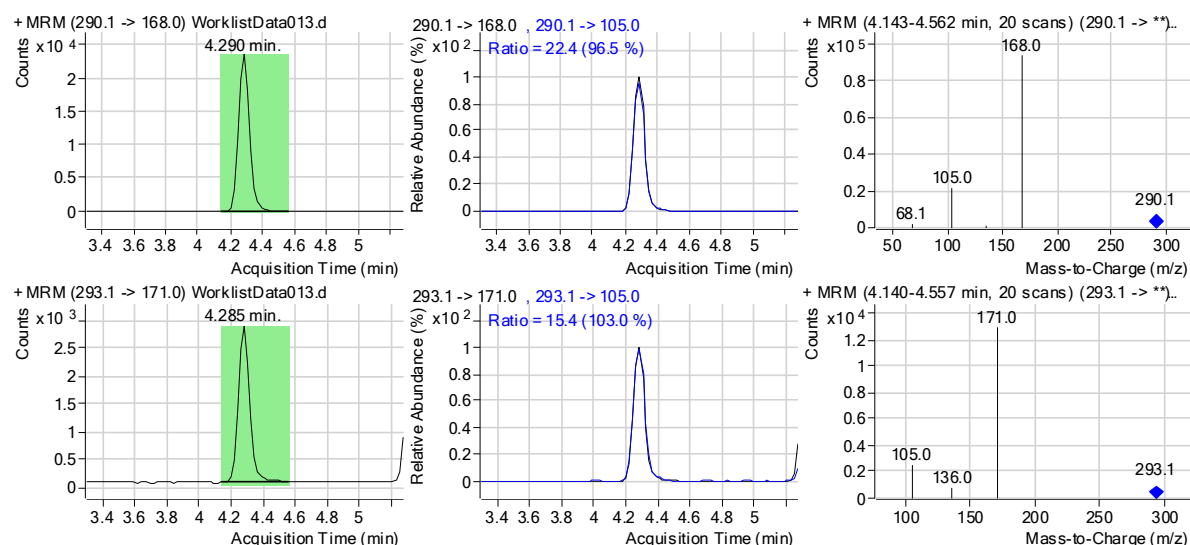 + MRM (290.1 -> 168.0) WorklistData013.d
Counts
x10 4
4.290 min.
2
1.5
1
0.5
0
3.4 3.6 3.8 4 4.2 4.4 4.6 4.8 5
Acquisition Time (min)
290.1 -> 168.0 , 290.1 -> 105.0
Relative Abundance (%)
x10 2
Ratio = 22.4 (96.5 %)
1
0.8
0.6
0.4
0.2
0
3.4 3.6 3.8 4 4.2 4.4 4.6 4.8 5
Acquisition Time (min)
+ MRM (4.143-4.562 min, 20 scans) (290.1 -> **)...
Counts
x10 5
168.0
0.8
0.6
0.4
105.0
0.2
68.1
290.1
0
50 100 150 200 250 300
Mass-to-Charge (m/z)
+ MRM (293.1 -> 171.0) WorklistData013.d
Counts
x10 3
4.285 min.
2.5
2
1.5
1
0.5
0
3.4 3.6 3.8 4 4.2 4.4 4.6 4.8 5
Acquisition Time (min)
293.1 -> 171.0 , 293.1 -> 105.0
Relative Abundance (%)
x10 2
Ratio = 15.4 (103.0 %)
1
0.8
0.6
0.4
0.2
0
3.4 3.6 3.8 4 4.2 4.4 4.6 4.8 5
Acquisition Time (min)
+ MRM (4.140-4.557 min, 20 scans) (293.1 -> **)...
Counts
x10 4
171.0
1.2
1
0.8
0.6
0.4
105.0
0.2
136.0
293.1
0
100 150 200 250 300
Mass-to-Charge (m/z)